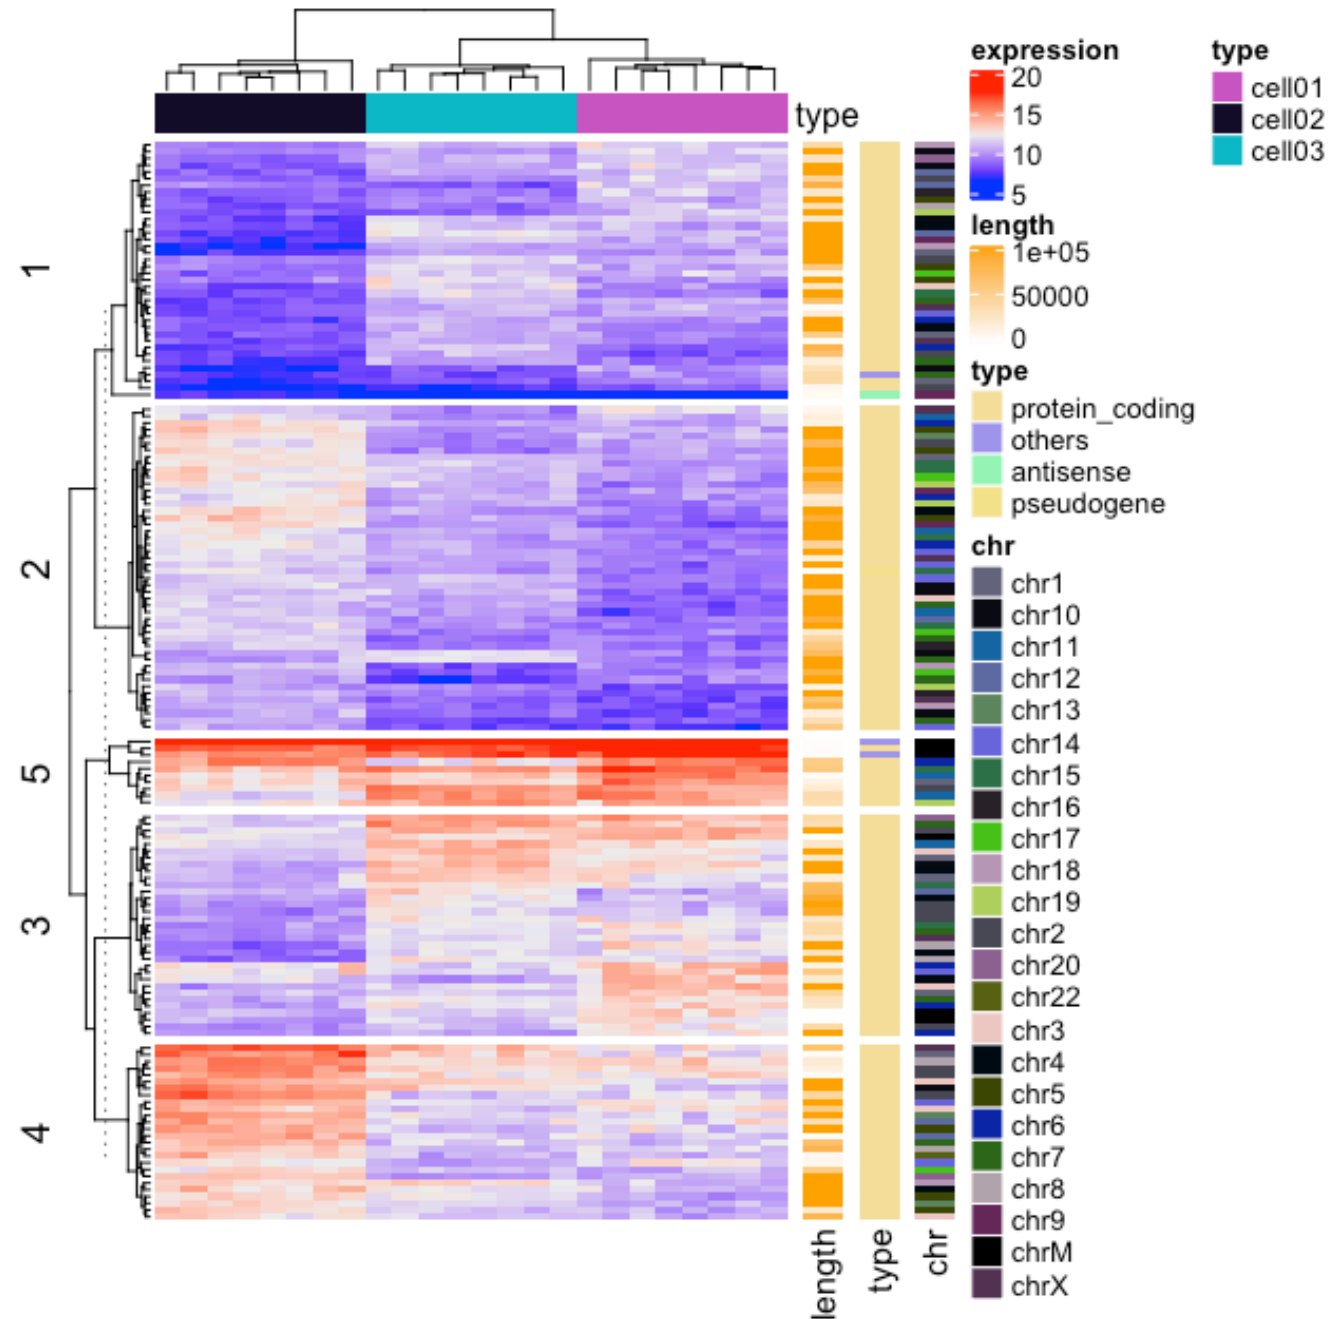 type
1
2
5
3
4
length
type
chr
expression
20
15
10
5
length
1e+05
50000
0
type
protein_coding
others
antisense
pseudogene
chr
chr1
chr10
chr11
chr12
chr13
chr14
chr15
chr16
chr17
chr18
chr19
chr2
chr20
chr22
chr3
chr4
chr5
chr6
chr7
chr8
chr9
chrM
chrX
type
cell01
cell02
cell03